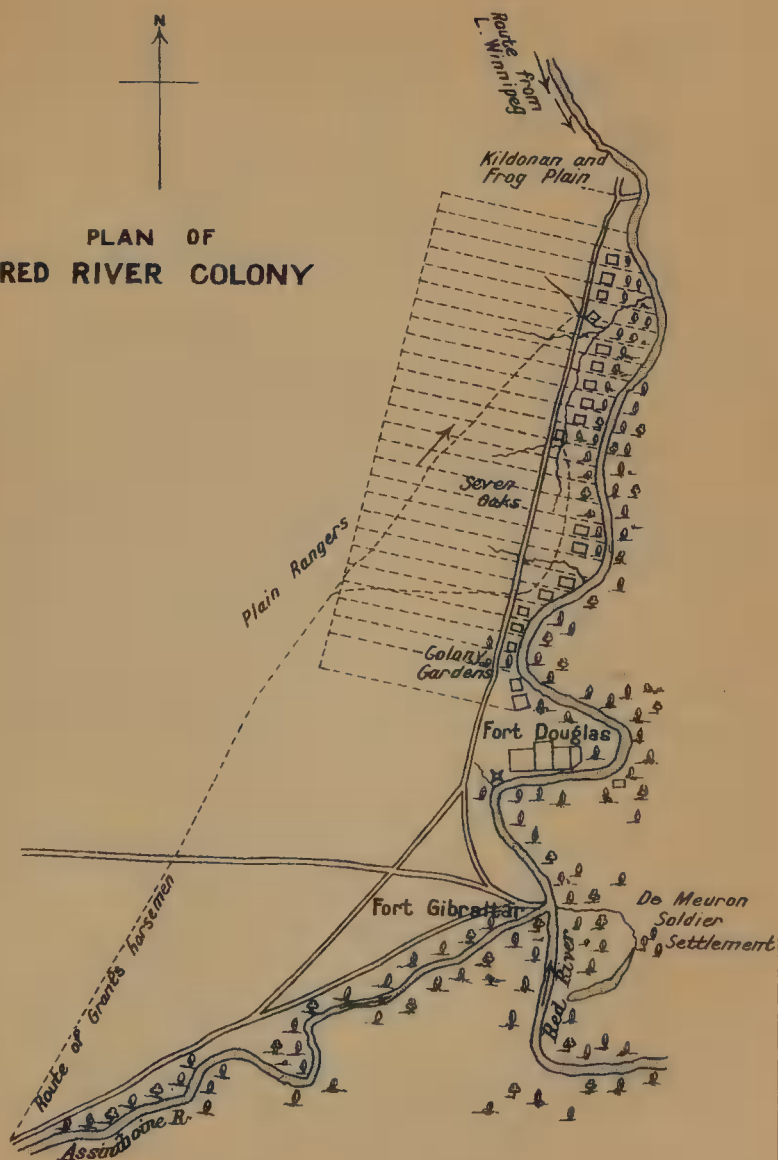 N
PLAN OF
RED RIVER COLONY
Route from
L. Winnipeg
Kildonan and
Frog Plain
Seven
Oaks
Plain Rangers
Colony
Gardens
Fort Douglas
Fort Gibraltar
De Meuron
Soldier
Settlement
Red River
Route of Grant's horsemen
Assiniboine R.